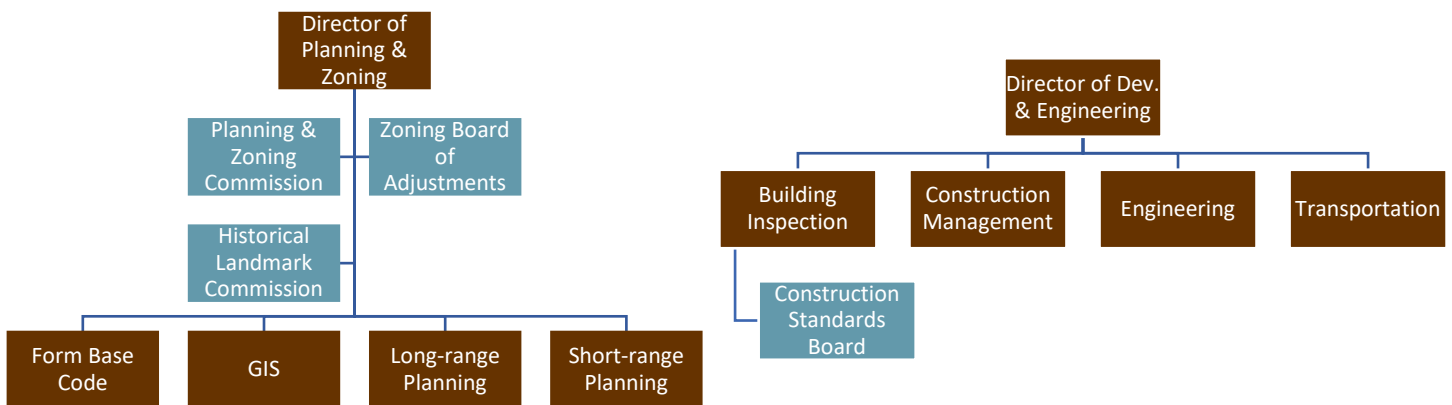 Director of
Planning &
Zoning
Planning &
Zoning
Commission
Zoning Board
of
Adjustments
Historical
Landmark
Commission
Form Base
Code
GIS
Long-range
Planning
Short-range
Planning
Director of Dev.
& Engineering
Building
Inspection
Construction
Management
Engineering
Transportation
Construction
Standards
Board